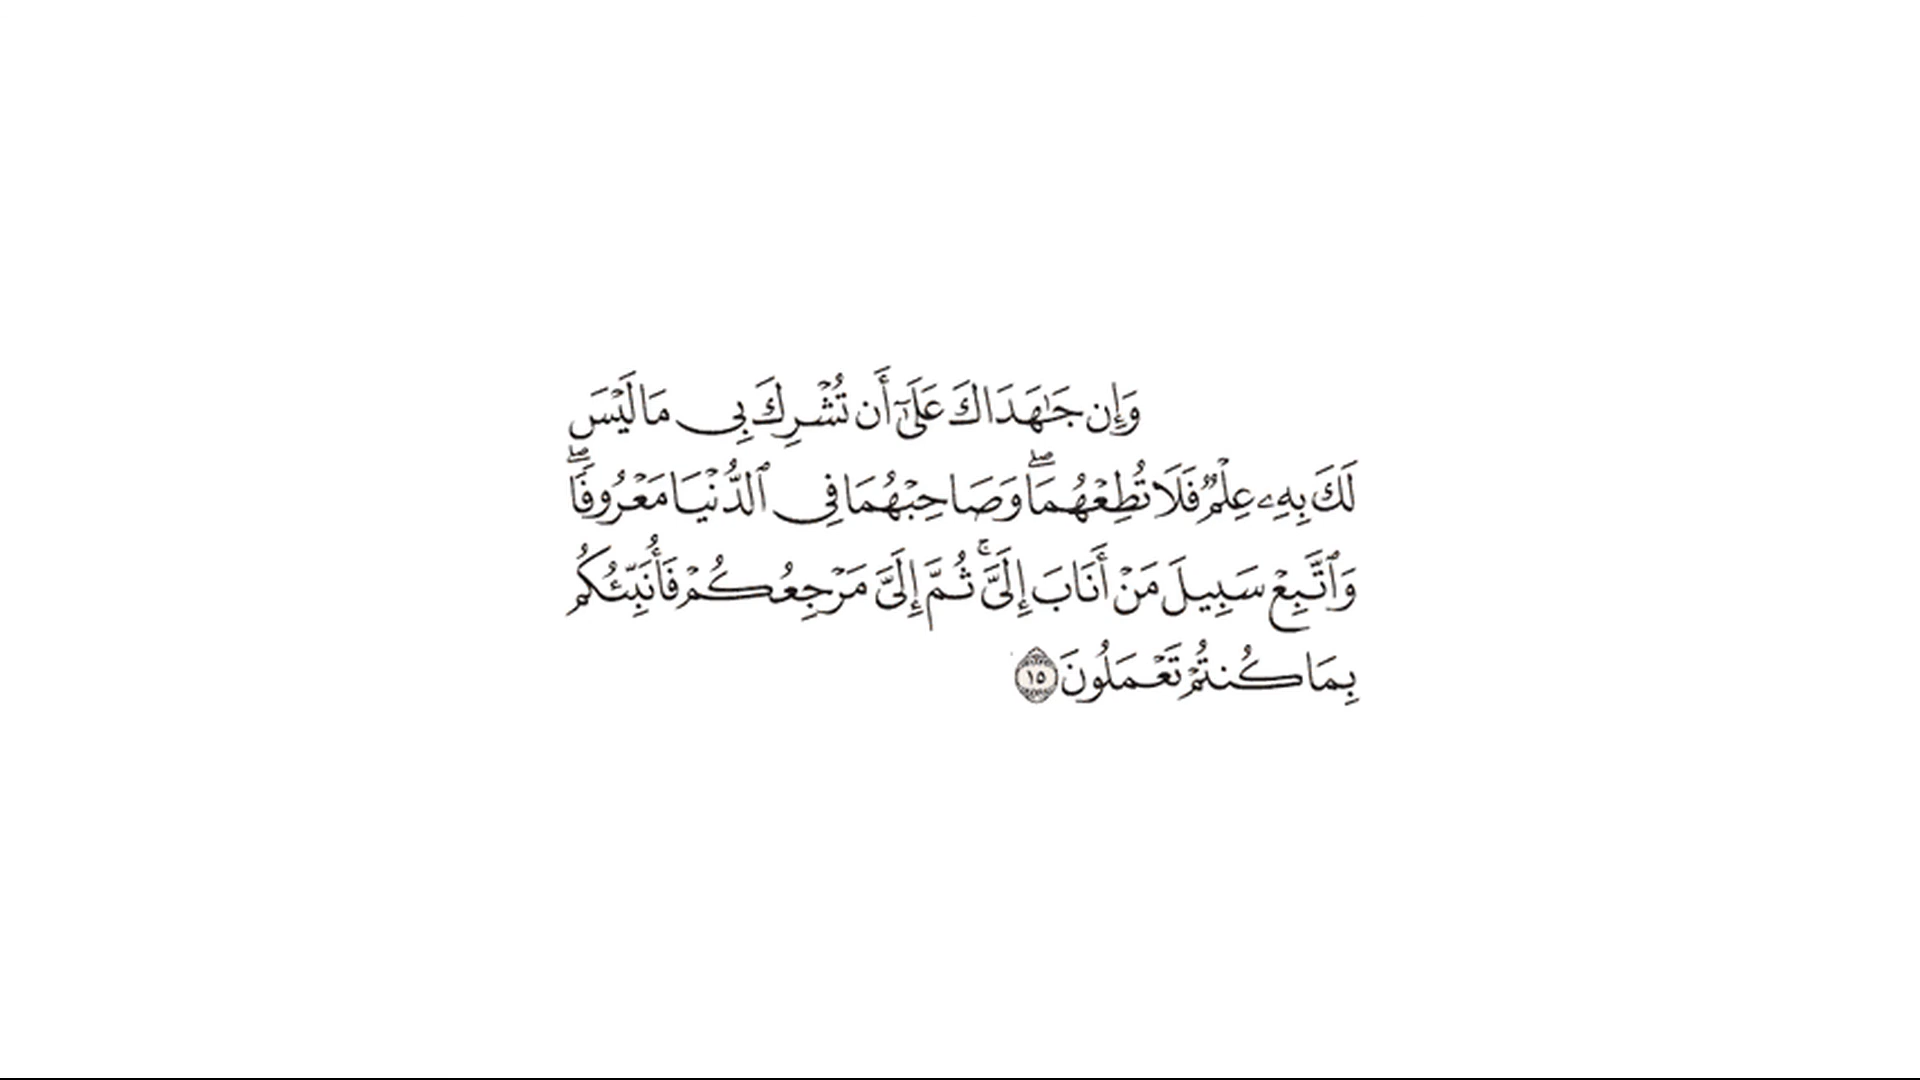 وَإِن جَٰهَدَاكَ عَلَىٰٓ أَن تُشْرِكَ بِى مَا لَيْسَ
لَكَ بِهِۦ عِلْمٌ فَلَا تُطِعْهُمَاۖ وَصَاحِبْهُمَا فِى ٱلدُّنْيَا مَعْرُوفًاۖ
وَٱتَّبِعْ سَبِيلَ مَنْ أَنَابَ إِلَىَّۚ ثُمَّ إِلَىَّ مَرْجِعُكُمْ فَأُنَبِّئُكُم
بِمَا كُنتُمْ تَعْمَلُونَ ١٥